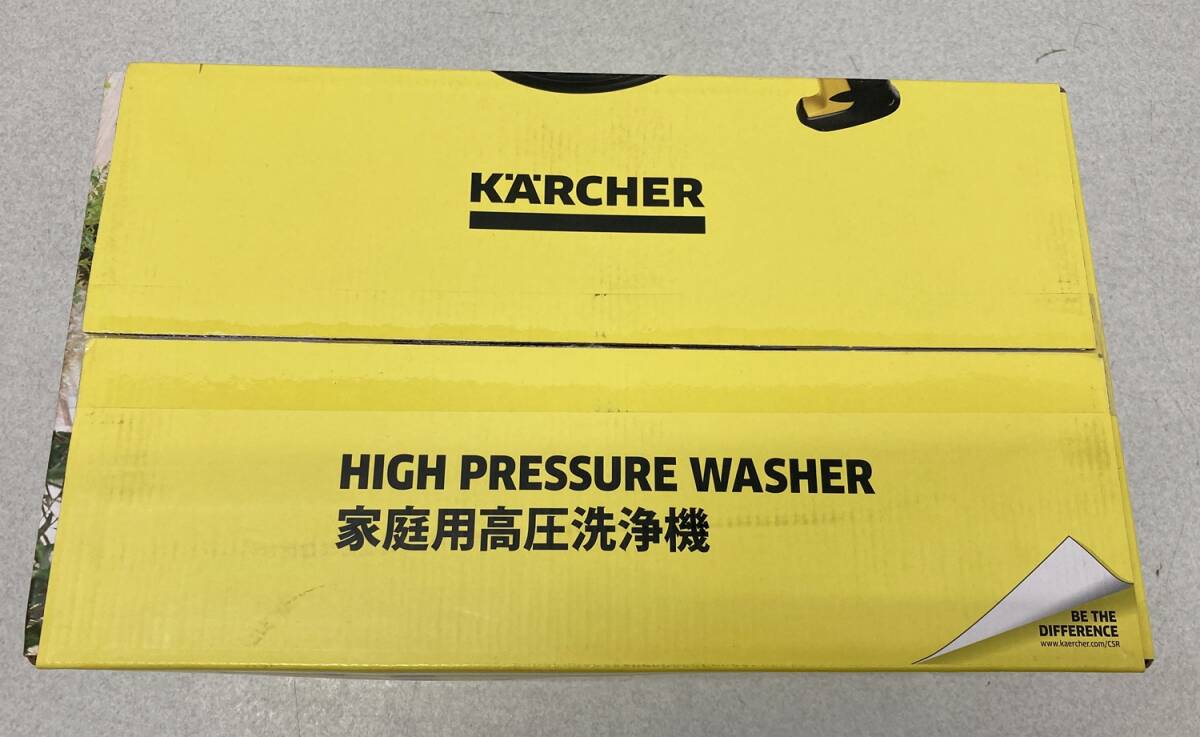 KÄRCHER
HIGH PRESSURE WASHER
家庭用高圧洗浄機
BE THE
DIFFERENCE
www.kaercher.com/CSR